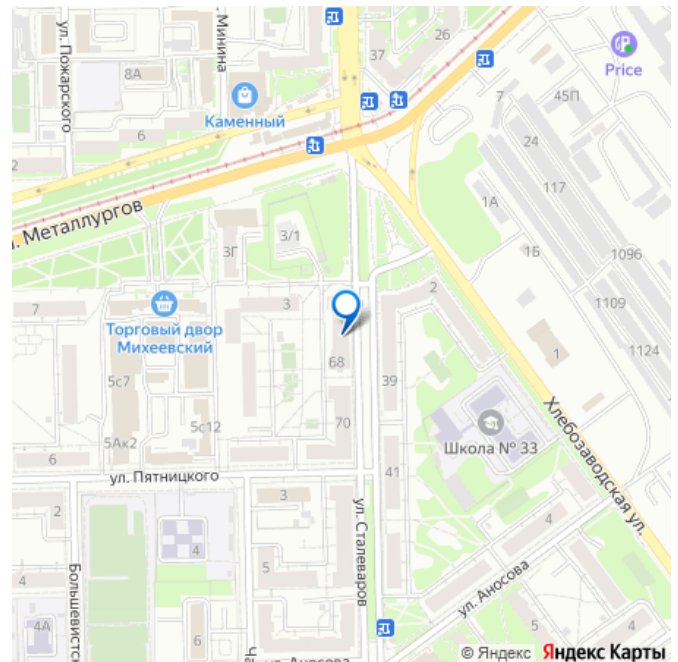 ул. Пожарского
. Минина
8А
6
Каменный
37
26
Price
7
45П
24
117
1А
1Б
1096
1109
1124
1
. Металлургов
3Г
3/1
7
3
2
Торговый двор
Михеевский
68
39
5с7
5с12
70
5Ак2
6
41
Школа № 33
Хлебозаводская ул.
ул. Пятницкого
ул. Сталеваров
2
3
4
4
5
4
Большевистск
4А
6
ул. Аносова
ул. Аносова
© Яндекс Яндекс Карты